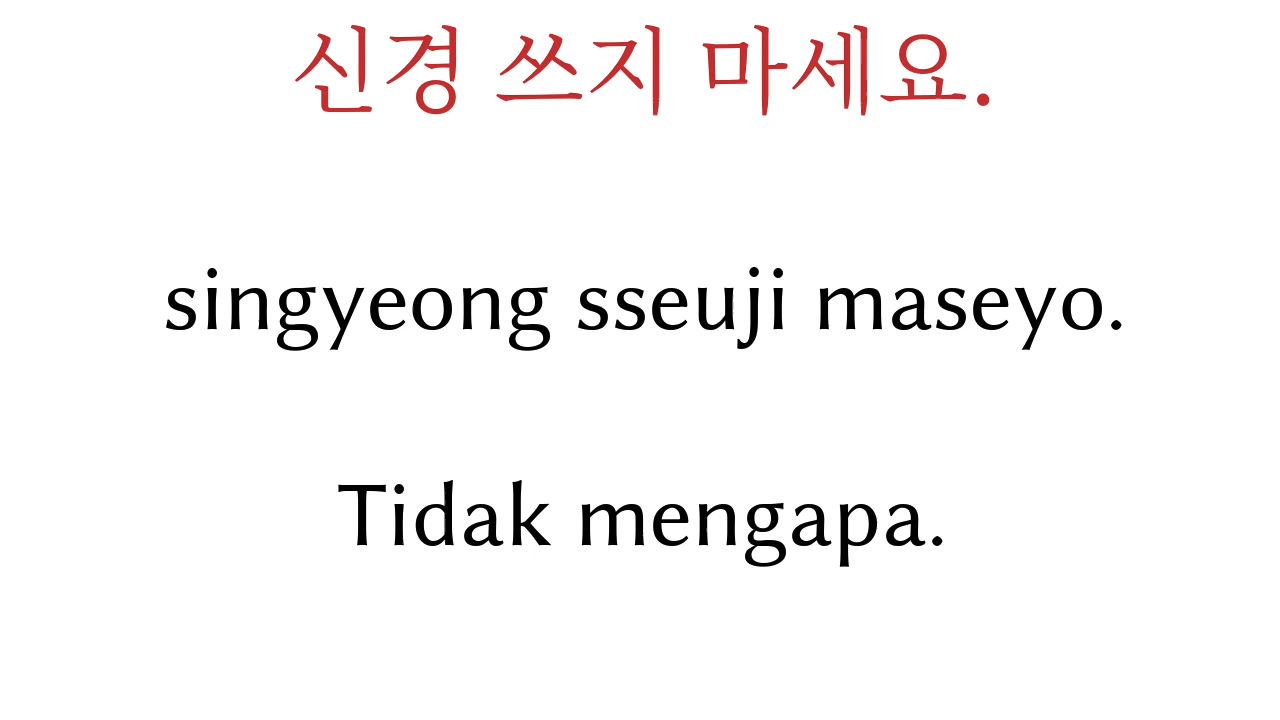 신경 쓰지 마세요.
singyeong sseuji maseyo.
Tidak mengapa.